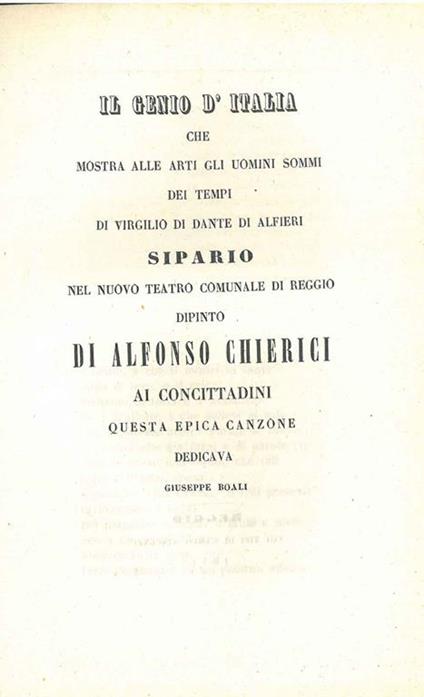 IL GENIO D' ITALIA
CHE
MOSTRA ALLE ARTI GLI UOMINI SOMMI
DEI TEMPI
DI VIRGILIO DI DANTE DI ALFIERI
SIPARIO
NEL NUOVO TEATRO COMUNALE DI REGGIO
DIPINTO
DI ALFONSO CHIERICI
AI CONCITTADINI
QUESTA EPICA CANZONE
DEDICAVA
GIUSEPPE BOALI